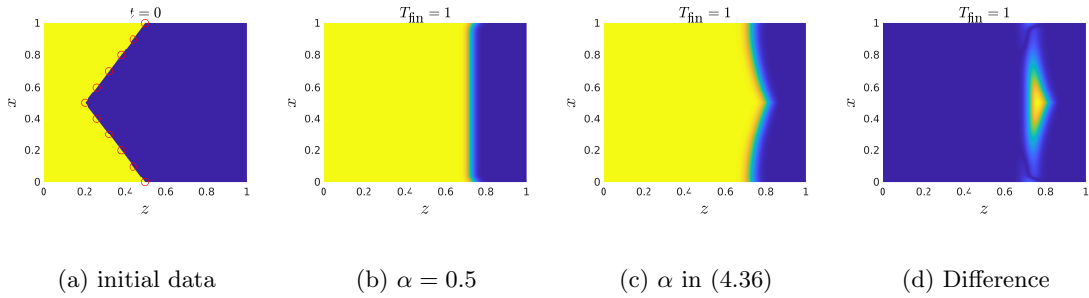 t = 0
T_fin = 1
T_fin = 1
T_fin = 1
1
0.8
0.6
0.4
0.2
0
x
0 0.2 0.4 0.6 0.8 1
z
1
0.8
0.6
0.4
0.2
0
x
0 0.2 0.4 0.6 0.8 1
z
1
0.8
0.6
0.4
0.2
0
x
0 0.2 0.4 0.6 0.8 1
z
1
0.8
0.6
0.4
0.2
0
x
0 0.2 0.4 0.6 0.8 1
z
(a) initial data
(b) α = 0.5
(c) α in (4.36)
(d) Difference